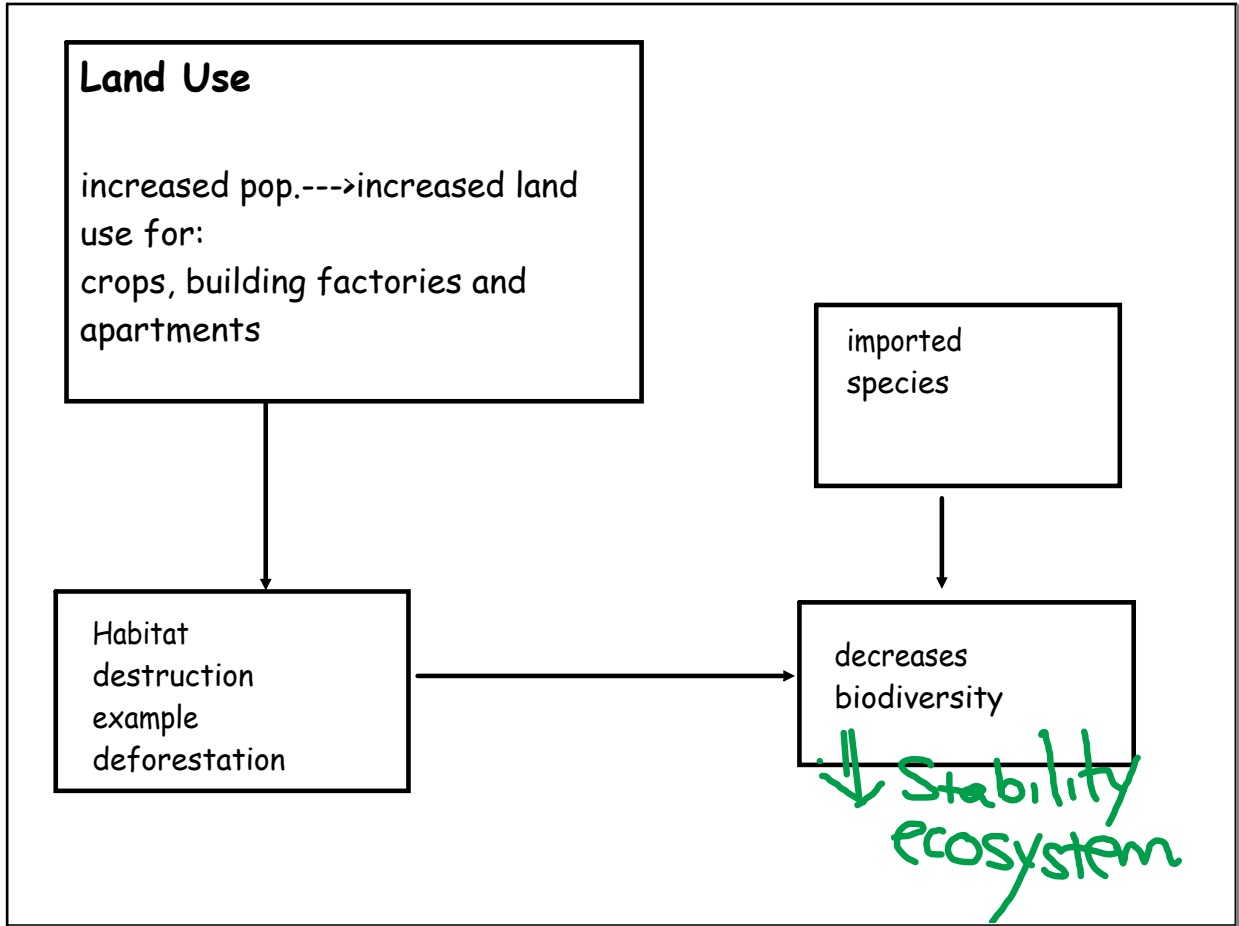 Land Use
increased pop.--->increased land
use for:
crops, building factories and
apartments
imported
species
Habitat
destruction
example
deforestation
decreases
biodiversity
↓ Stability
ecosystem